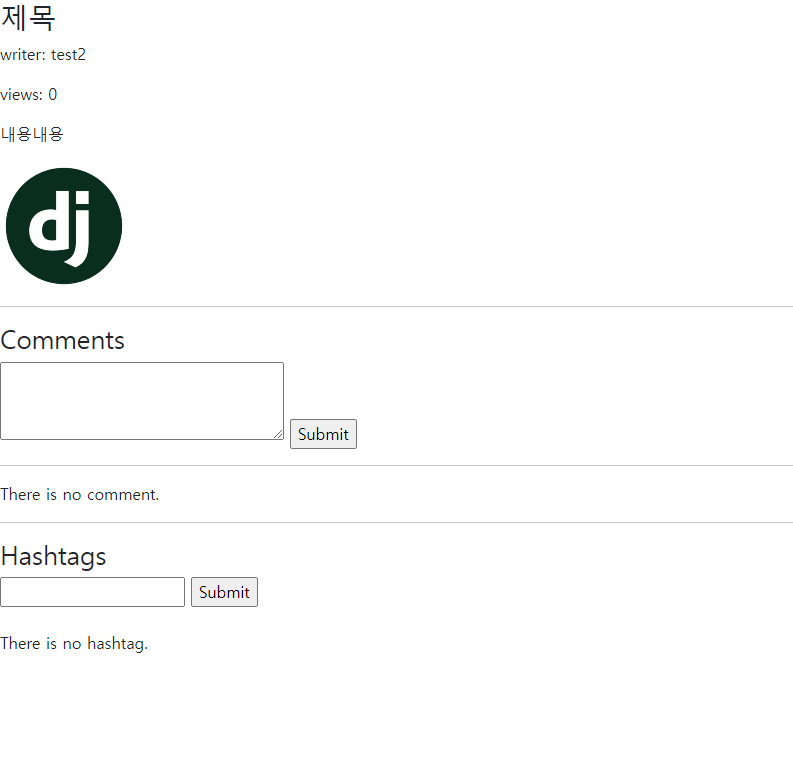 제목
writer: test2
views: 0
내용내용
dj
Comments
Submit
There is no comment.
Hashtags
Submit
There is no hashtag.